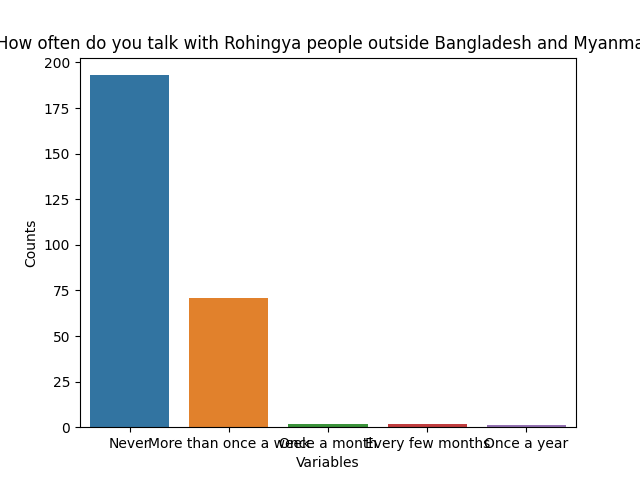 How often do you talk with Rohingya people outside Bangladesh and Myanma
200
175
150
125
100
75
50
25
0
Counts
Never
More than once a week
Once a month
Every few months
Once a year
Variables